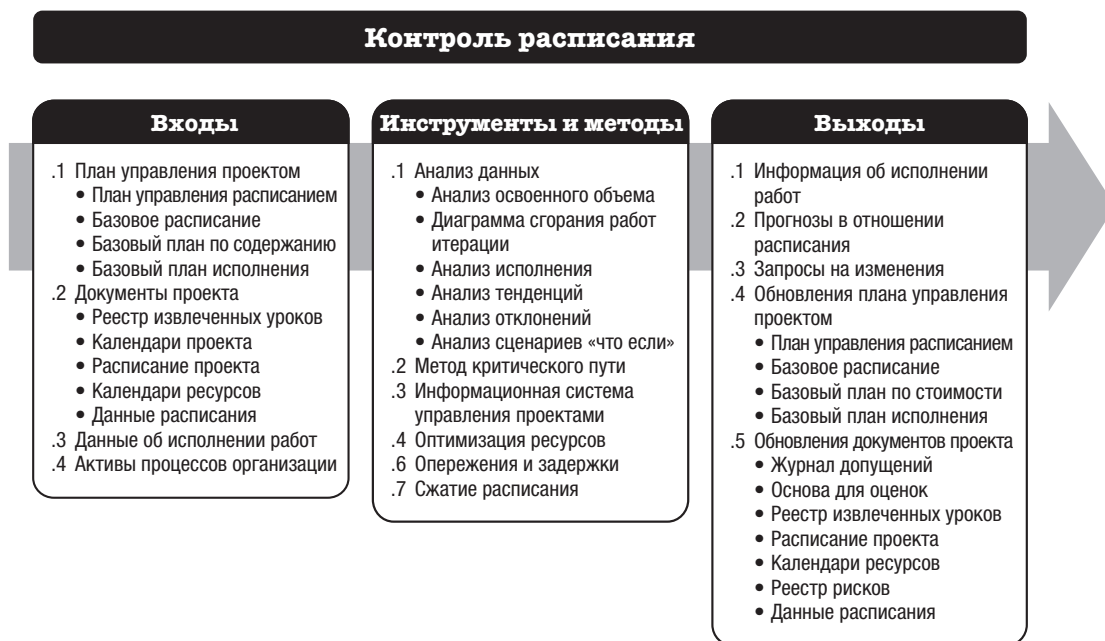 Контроль расписания
Входы
.1 План управления проектом
• План управления расписанием
• Базовое расписание
• Базовый план по содержанию
• Базовый план исполнения
.2 Документы проекта
• Реестр извлеченных уроков
• Календари проекта
• Расписание проекта
• Календари ресурсов
• Данные расписания
.3 Данные об исполнении работ
.4 Активы процессов организации
Инструменты и методы
.1 Анализ данных
• Анализ освоенного объема
• Диаграмма сгорания работ
итерации
• Анализ исполнения
• Анализ тенденций
• Анализ отклонений
• Анализ сценариев «что если»
.2 Метод критического пути
.3 Информационная система
управления проектами
.4 Оптимизация ресурсов
.6 Опережения и задержки
.7 Сжатие расписания
Выходы
.1 Информация об исполнении
работ
.2 Прогнозы в отношении
расписания
.3 Запросы на изменения
.4 Обновления плана управления
проектом
• План управления расписанием
• Базовое расписание
• Базовый план по стоимости
• Базовый план исполнения
.5 Обновления документов проекта
• Журнал допущений
• Основа для оценок
• Реестр извлеченных уроков
• Расписание проекта
• Календари ресурсов
• Реестр рисков
• Данные расписания